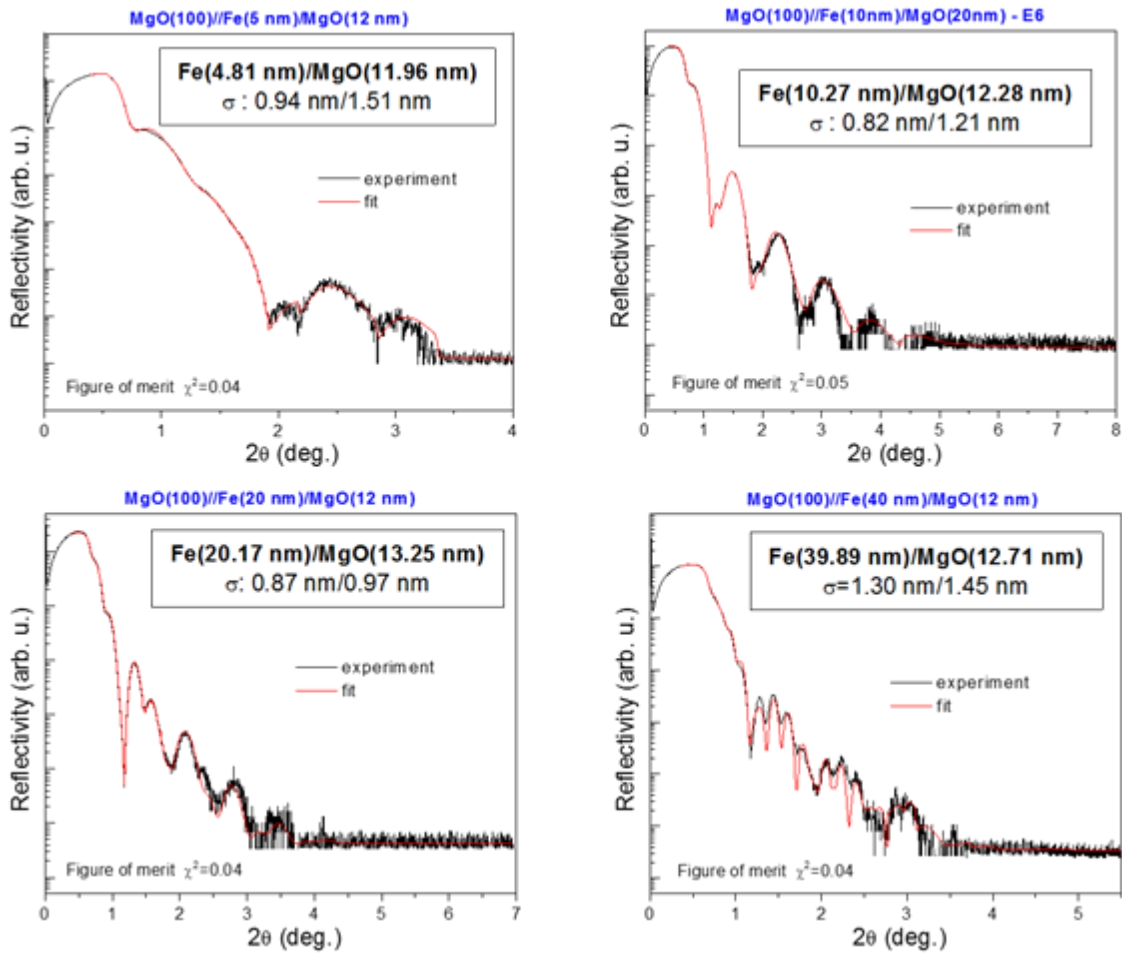 MgO(100)//Fe(5 nm)/MgO(12 nm)
Fe(4.81 nm)/MgO(11.96 nm)
σ : 0.94 nm/1.51 nm
experiment
fit
Figure of merit χ²=0.04
Reflectivity (arb. u.)
0 1 2 3 4
2θ (deg.)
MgO(100)//Fe(10nm)/MgO(20nm) - E6
Fe(10.27 nm)/MgO(12.28 nm)
σ : 0.82 nm/1.21 nm
experiment
fit
Figure of merit χ²=0.05
Reflectivity (arb. u.)
0 1 2 3 4 5 6 7 8
2θ (deg.)
MgO(100)//Fe(20 nm)/MgO(12 nm)
Fe(20.17 nm)/MgO(13.25 nm)
σ: 0.87 nm/0.97 nm
experiment
fit
Figure of merit χ²=0.04
Reflectivity (arb. u.)
0 1 2 3 4 5 6 7
2θ (deg.)
MgO(100)//Fe(40 nm)/MgO(12 nm)
Fe(39.89 nm)/MgO(12.71 nm)
σ=1.30 nm/1.45 nm
experiment
fit
Figure of merit χ²=0.04
Reflectivity (arb. u.)
0 1 2 3 4 5
2θ (deg.)